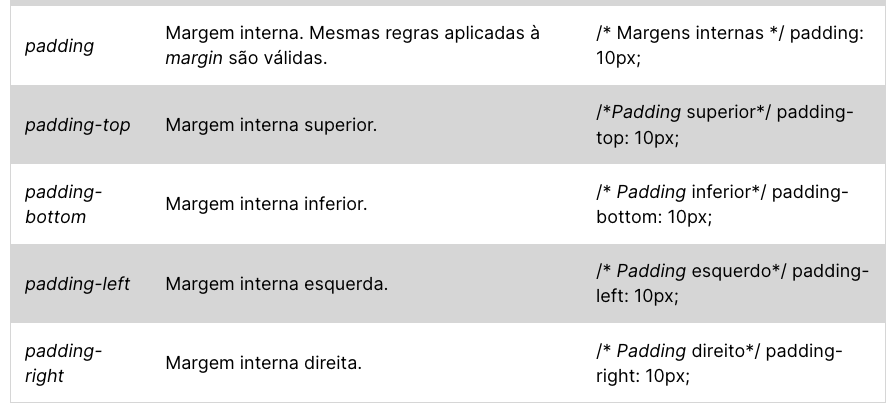 padding
Margem interna. Mesmas regras aplicadas à
margin são válidas.
/* Margens internas */ padding:
10px;
padding-top
Margem interna superior.
/*Padding superior*/ padding-
top: 10px;
padding-
bottom
Margem interna inferior.
/* Padding inferior*/ padding-
bottom: 10px;
padding-left
Margem interna esquerda.
/* Padding esquerdo*/ padding-
left: 10px;
padding-
right
Margem interna direita.
/* Padding direito*/ padding-
right: 10px;